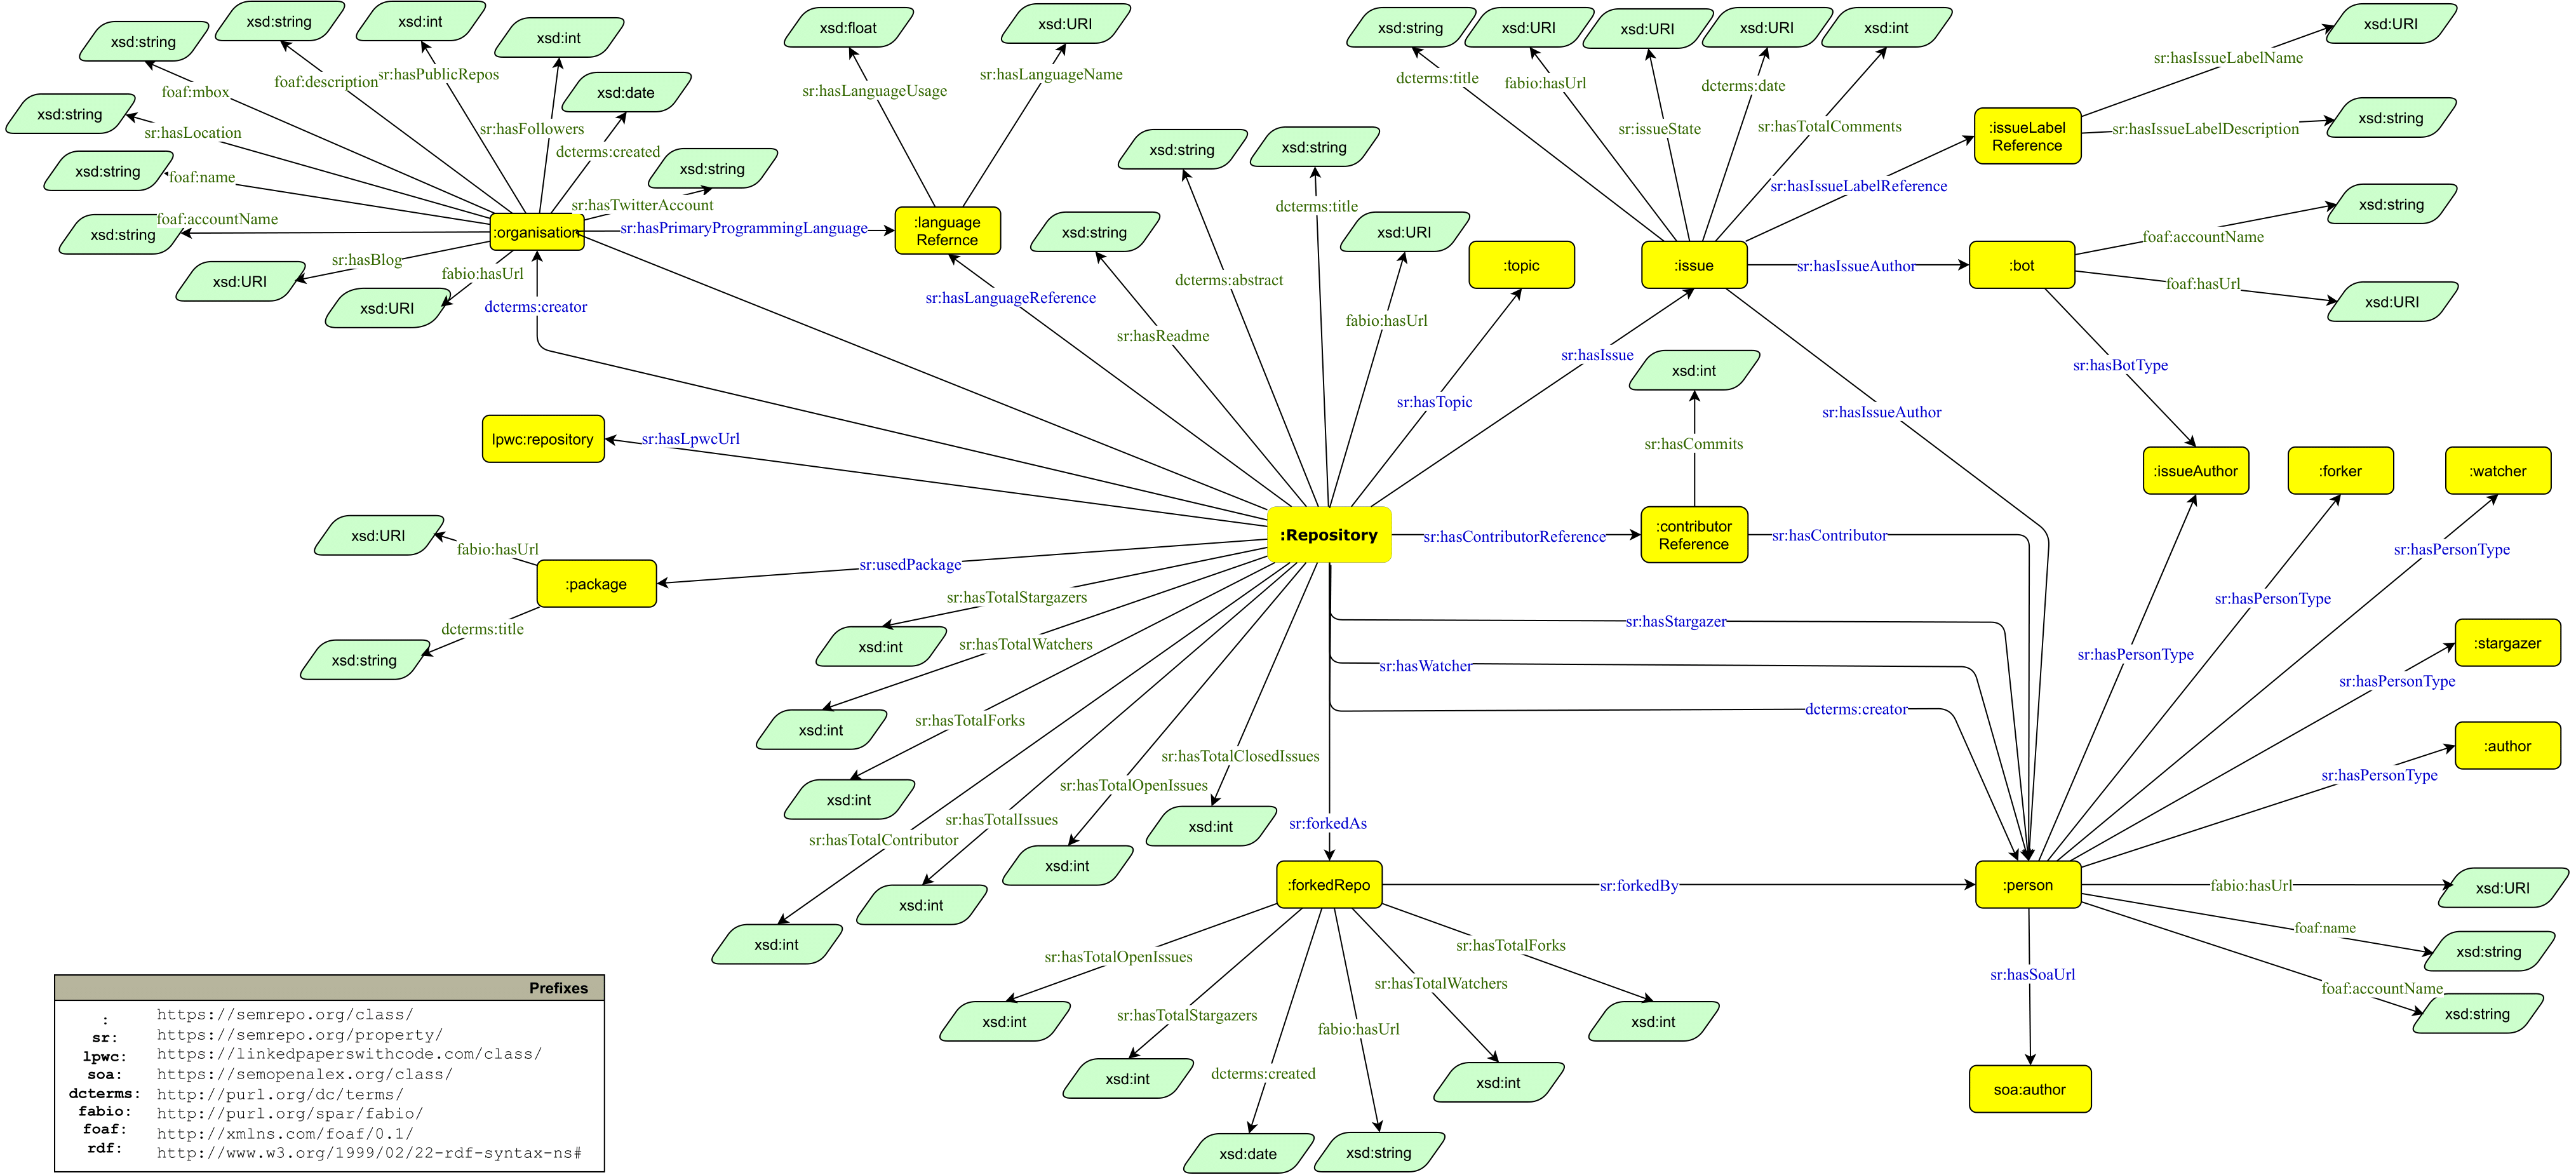 xsd:string
xsd:int
xsd:string
xsd:int
foaf:description
sr:hasPublicRepos
foaf:mbox
xsd:date
xsd:string
sr:hasLocation
sr:hasFollowers
dcterms:created
xsd:string
foaf:name
xsd:string
sr:hasTwitterAccount
foaf:accountName
xsd:string
:organisation
sr:hasPrimaryProgrammingLanguage
sr:hasBlog
fabio:hasUrl
xsd:URI
xsd:URI
dcterms:creator
xsd:float
xsd:URI
sr:hasLanguageUsage
sr:hasLanguageName
:language
Refernce
sr:hasLanguageReference
xsd:string
xsd:string
xsd:string
dcterms:title
xsd:URI
dcterms:abstract
sr:hasReadme
fabio:hasUrl
:topic
sr:hasTopic
sr:hasIssue
xsd:string
xsd:URI
xsd:URI
xsd:URI
xsd:int
dcterms:title
fabio:hasUrl
sr:issueState
dcterms:date
sr:hasTotalComments
:issue
sr:hasIssueLabelReference
:issueLabel
Reference
sr:hasIssueLabelName
xsd:URI
sr:hasIssueLabelDescription
xsd:string
sr:hasIssueAuthor
:bot
foaf:accountName
xsd:string
foaf:hasUrl
xsd:URI
sr:hasBotType
sr:hasIssueAuthor
xsd:int
sr:hasCommits
lpwc:repository
sr:hasLpwcUrl
:Repository
sr:hasContributorReference
:contributor
Reference
sr:hasContributor
:issueAuthor
:forker
:watcher
sr:hasPersonType
sr:hasPersonType
sr:hasPersonType
:stargazer
sr:hasPersonType
:author
sr:hasPersonType
xsd:URI
fabio:hasUrl
:package
dcterms:title
xsd:string
sr:usedPackage
sr:hasTotalStargazers
xsd:int
sr:hasTotalWatchers
xsd:int
sr:hasTotalForks
xsd:int
sr:hasTotalContributor
xsd:int
sr:hasTotalIssues
xsd:int
sr:hasTotalOpenIssues
xsd:int
sr:hasTotalClosedIssues
xsd:int
sr:hasStargazer
sr:hasWatcher
dcterms:creator
sr:forkedAs
:forkedRepo
sr:forkedBy
:person
fabio:hasUrl
xsd:URI
foaf:name
xsd:string
foaf:accountName
xsd:string
sr:hasSoaUrl
soa:author
sr:hasTotalOpenIssues
xsd:int
sr:hasTotalStargazers
xsd:int
dcterms:created
xsd:date
fabio:hasUrl
xsd:string
sr:hasTotalWatchers
xsd:int
sr:hasTotalForks
xsd:int
Prefixes
: https://semrepo.org/class/
sr: https://semrepo.org/property/
lpwc: https://linkedpaperswithcode.com/class/
soa: https://semopenalex.org/class/
dcterms: http://purl.org/dc/terms/
fabio: http://purl.org/spar/fabio/
foaf: http://xmlns.com/foaf/0.1/
rdf: http://www.w3.org/1999/02/22-rdf-syntax-ns#